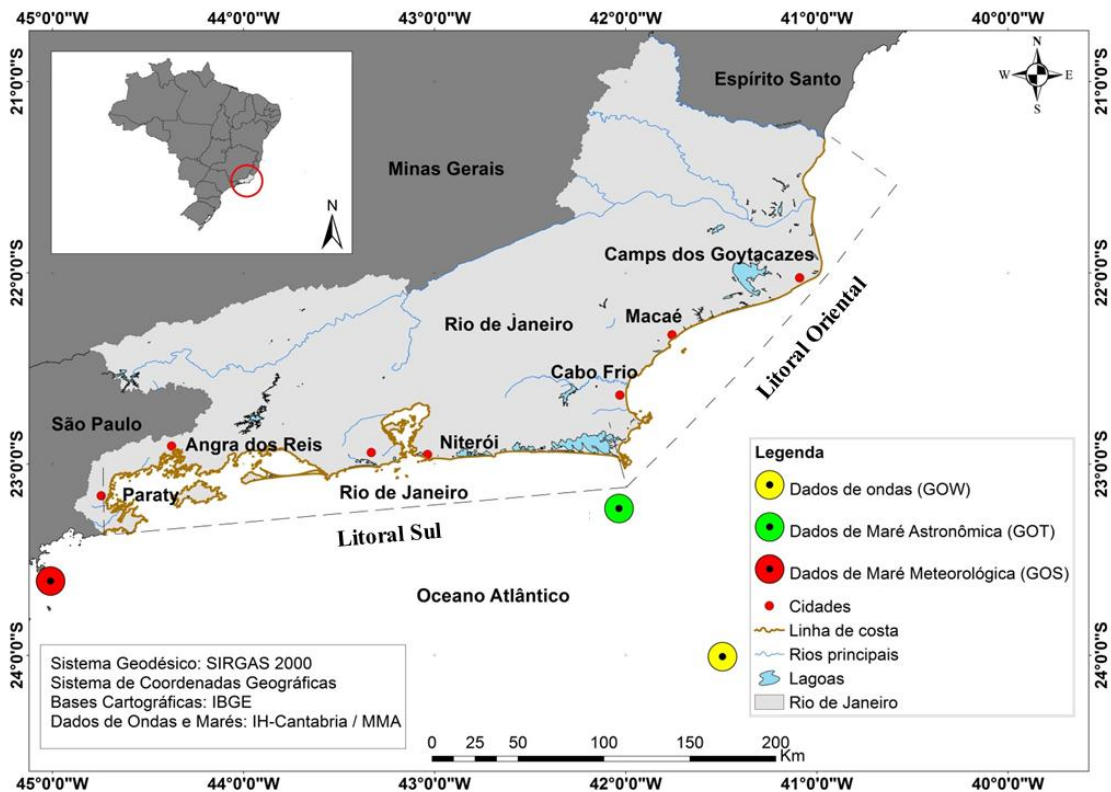 45°0'0"W 44°0'0"W 43°0'0"W 42°0'0"W 41°0'0"W 40°0'0"W
21°0'0"S
22°0'0"S
23°0'0"S
24°0'0"S
21°0'0"S
22°0'0"S
23°0'0"S
24°0'0"S
N
W E
S
N
Espírito Santo
Minas Gerais
Camps dos Goytacazes
Rio de Janeiro
Macaé
Litoral Oriental
Cabo Frio
São Paulo
Angra dos Reis
Niterói
Paraty
Rio de Janeiro
Litoral Sul
Oceano Atlântico
Legenda
Dados de ondas (GOW)
Dados de Maré Astronômica (GOT)
Dados de Maré Meteorológica (GOS)
Cidades
Linha de costa
Rios principais
Lagoas
Rio de Janeiro
Sistema Geodésico: SIRGAS 2000
Sistema de Coordenadas Geográficas
Bases Cartográficas: IBGE
Dados de Ondas e Marés: IH-Cantabria / MMA
0 25 50 100 150 200
Km
45°0'0"W 44°0'0"W 43°0'0"W 42°0'0"W 41°0'0"W 40°0'0"W